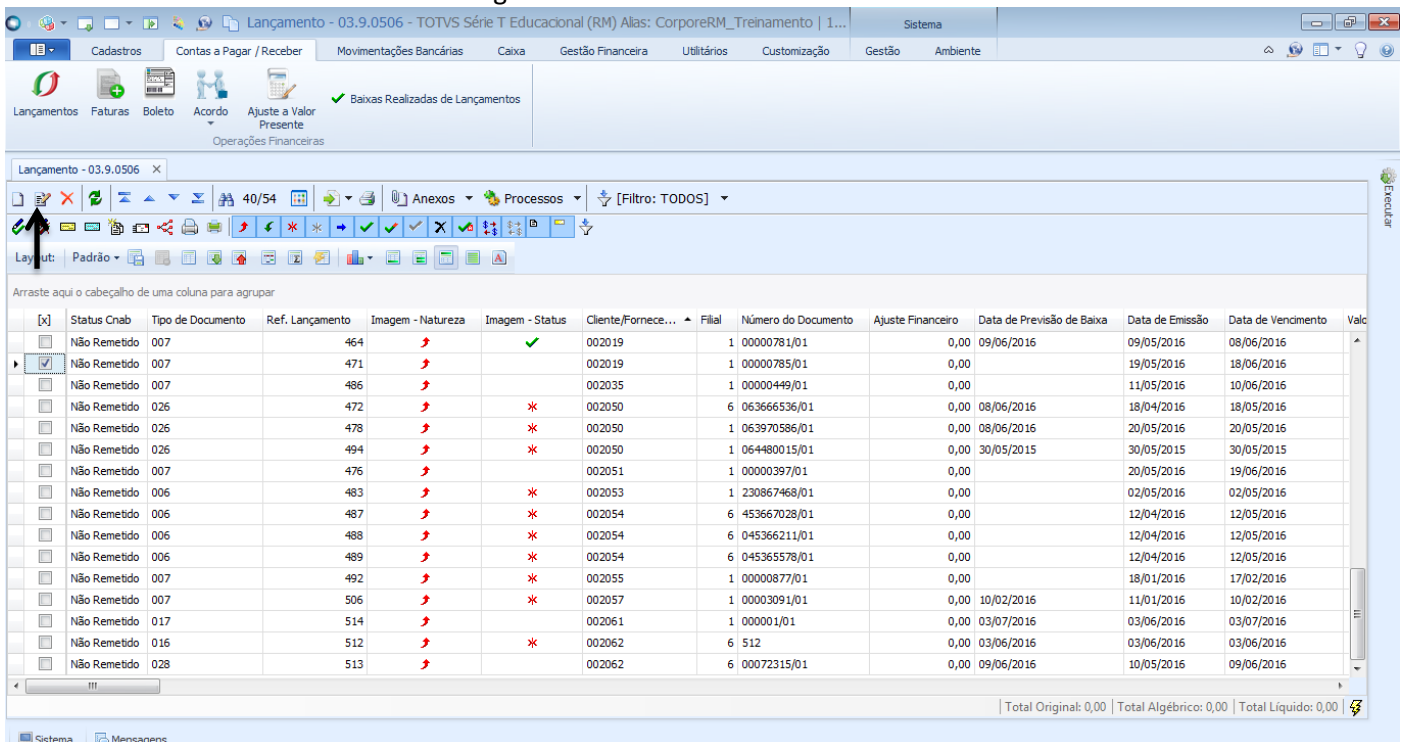 Lançamento - 03.9.0506 - TOTVS Série T Educacional (RM) Alias: CorporeRM_Treinamento | 1... Sistema
Cadastros Contas a Pagar / Receber Movimentações Bancárias Caixa Gestão Financeira Utilitários Customização Gestão Ambiente
Lançamentos Faturas Boleto Acordo Ajuste a Valor Presente Baixas Realizadas de Lançamentos
Operações Financeiras
Lançamento - 03.9.0506
Executar
40/54 Anexos Processos [Filtro: TODOS]
Layout: Padrão
Arraste aqui o cabeçalho de uma coluna para agrupar
[x] Status Cnab Tipo de Documento Ref. Lançamento Imagem - Natureza Imagem - Status Cliente/Fornece... Filial Número do Documento Ajuste Financeiro Data de Previsão de Baixa Data de Emissão Data de Vencimento Valo
Não Remetido 007 464 002019 1 00000781/01 0,00 09/06/2016 09/05/2016 08/06/2016
Não Remetido 007 471 002019 1 00000785/01 0,00 19/05/2016 18/06/2016
Não Remetido 007 486 002035 1 00000449/01 0,00 11/05/2016 10/06/2016
Não Remetido 026 472 002050 6 063666536/01 0,00 08/06/2016 18/04/2016 18/05/2016
Não Remetido 026 478 002050 1 063970586/01 0,00 08/06/2016 20/05/2016 20/05/2016
Não Remetido 026 494 002050 1 064480015/01 0,00 30/05/2015 30/05/2015 30/05/2015
Não Remetido 007 476 002051 1 00000397/01 0,00 20/05/2016 19/06/2016
Não Remetido 006 483 002053 1 230867468/01 0,00 02/05/2016 02/05/2016
Não Remetido 006 487 002054 6 453667028/01 0,00 12/04/2016 12/05/2016
Não Remetido 006 488 002054 6 045366211/01 0,00 12/04/2016 12/05/2016
Não Remetido 006 489 002054 6 045365578/01 0,00 12/04/2016 12/05/2016
Não Remetido 007 492 002055 1 00000877/01 0,00 18/01/2016 17/02/2016
Não Remetido 007 506 002057 1 00003091/01 0,00 10/02/2016 11/01/2016 10/02/2016
Não Remetido 017 514 002061 1 000001/01 0,00 03/07/2016 03/06/2016 03/07/2016
Não Remetido 016 512 002062 6 512 0,00 03/06/2016 03/06/2016 03/06/2016
Não Remetido 028 513 002062 6 00072315/01 0,00 09/06/2016 10/05/2016 09/06/2016
Total Original: 0,00 Total Algébrico: 0,00 Total Líquido: 0,00
Sistema Mensagens